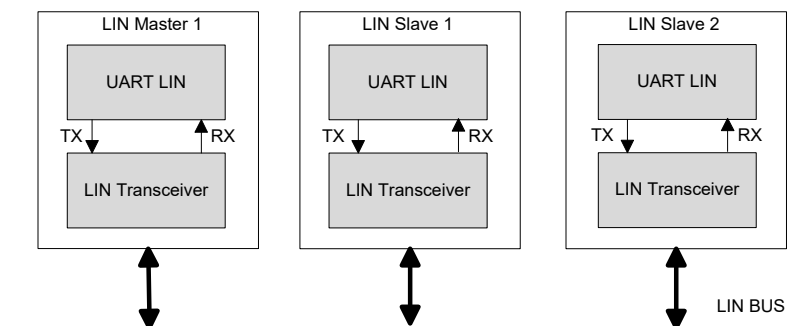 LIN Master 1
UART LIN
TX
RX
LIN Transceiver
LIN Slave 1
UART LIN
TX
RX
LIN Transceiver
LIN Slave 2
UART LIN
TX
RX
LIN Transceiver
LIN BUS